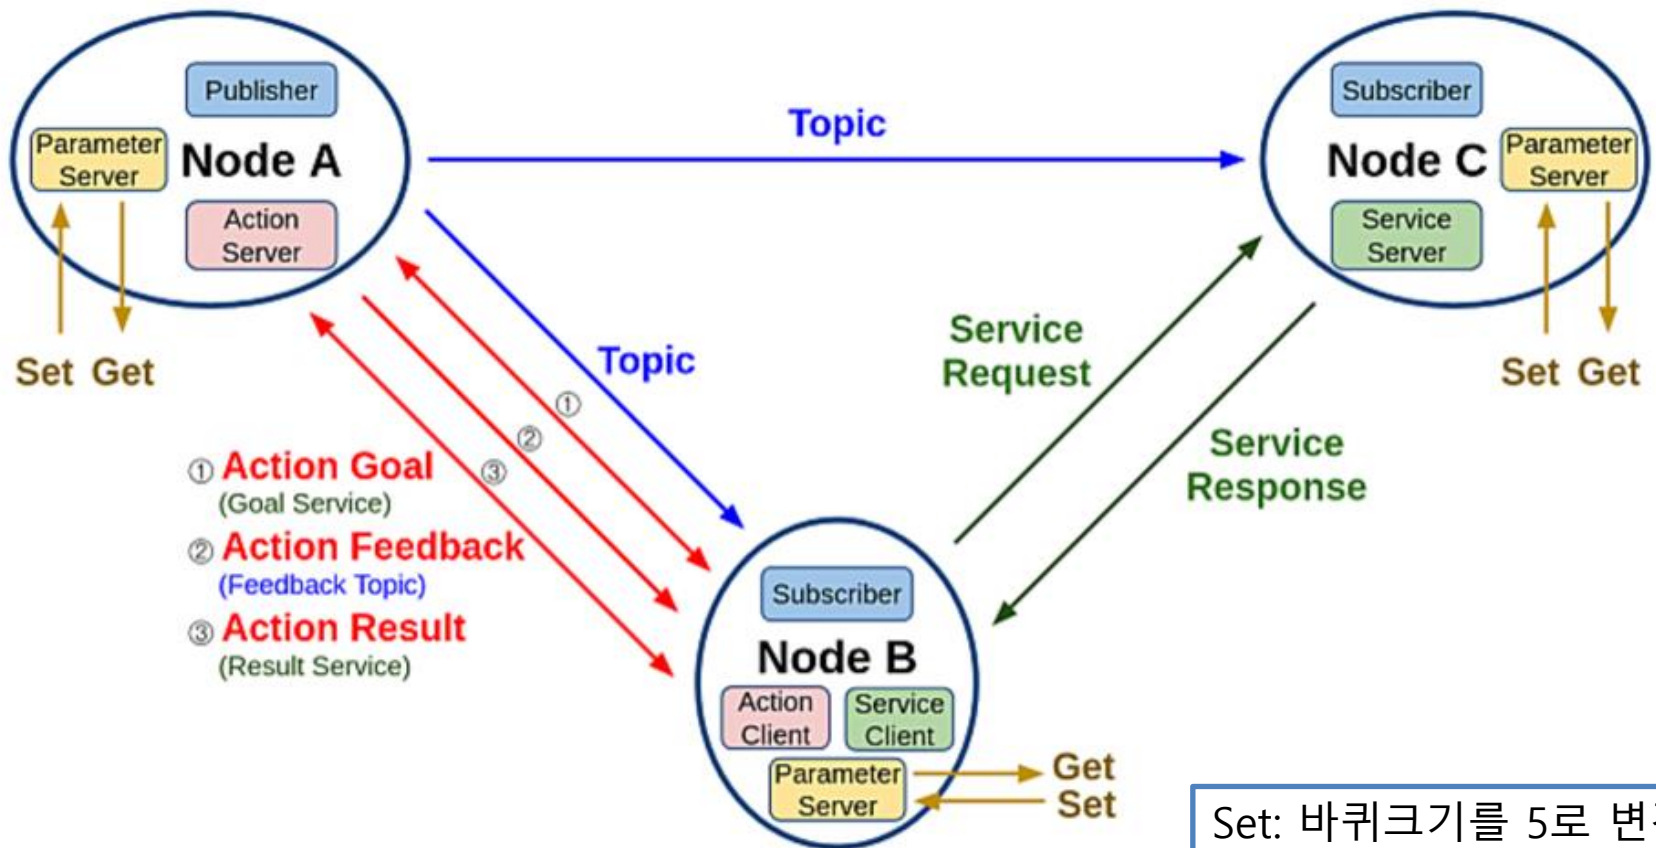 Publisher
Parameter
Server
Node A
Action
Server
Set Get
Topic
Subscriber
Node C
Parameter
Server
Service
Server
Set Get
Topic
Service
Request
Service
Response
①
②
③
① Action Goal
(Goal Service)
② Action Feedback
(Feedback Topic)
③ Action Result
(Result Service)
Subscriber
Node B
Action
Client
Service
Client
Parameter
Server
Get
Set
Set: 바퀴크기를 5로